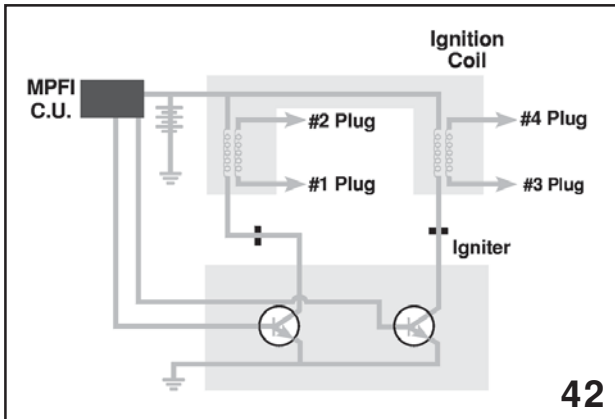 Ignition
Coil
MPFI
C.U.
#2 Plug
#4 Plug
#1 Plug
#3 Plug
Igniter
42